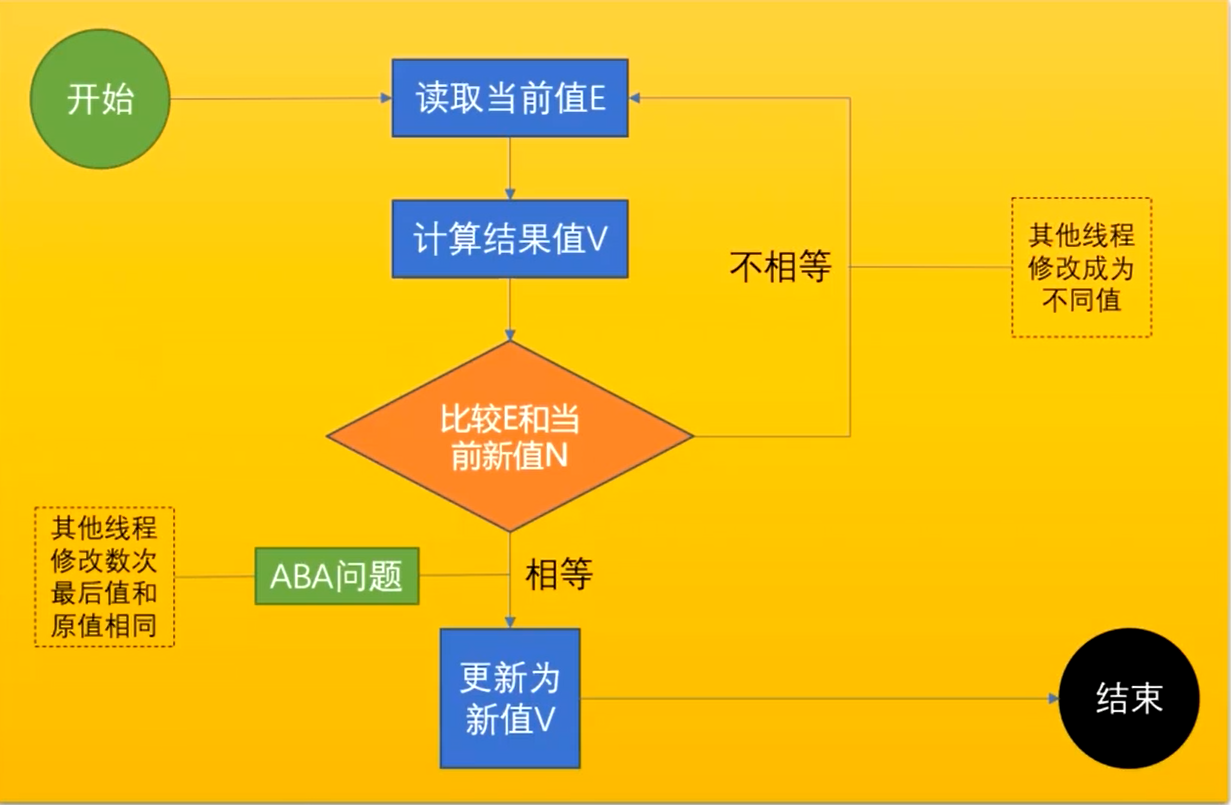 开始
读取当前值E
计算结果值V
不相等
其他线程
修改成为
不同值
比较E和当
前新值N
其他线程
修改数次
最后值和
原值相同
ABA问题
相等
更新为
新值V
结束